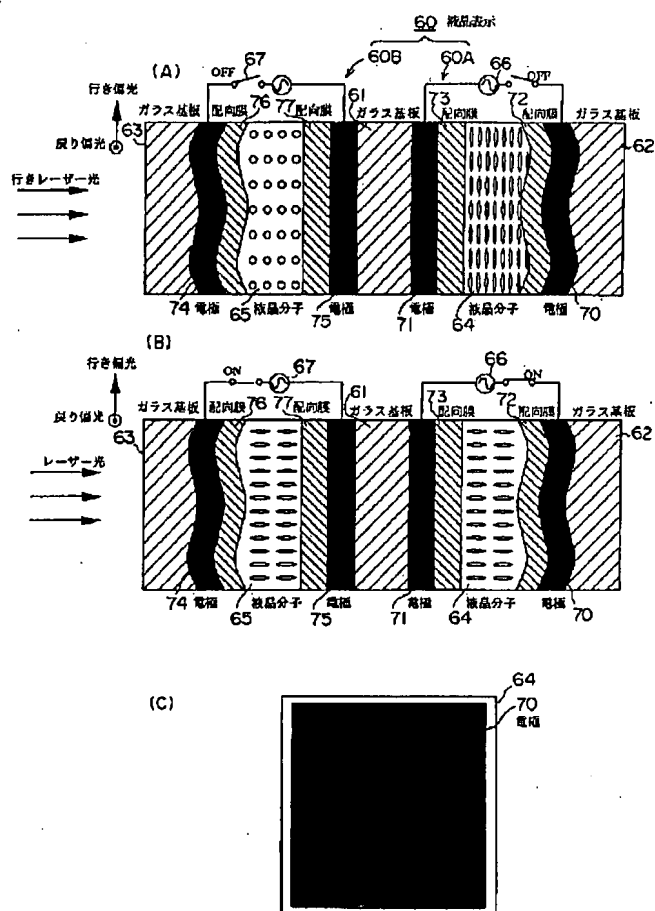 60 液晶表示
60B 60A
(A)
OFF 67 66 OFF
行き偏光
ガラス基板 配向膜 配向膜 ガラス基板 配向膜 配向膜 ガラス基板
76 77 61 73 72
63 62
戻り偏光
行きレーザー光
74 電極 65 液晶分子 75 電極 71 電極 64 液晶分子 電極 70
(B)
ON 67 66 ON
行き偏光
ガラス基板 配向膜 配向膜 ガラス基板 配向膜 配向膜 ガラス基板
76 77 61 73 72
戻り偏光
63 62
レーザー光
74 電極 65 液晶分子 75 電極 71 電極 64 液晶分子 電極 70
(C)
64
70
電極